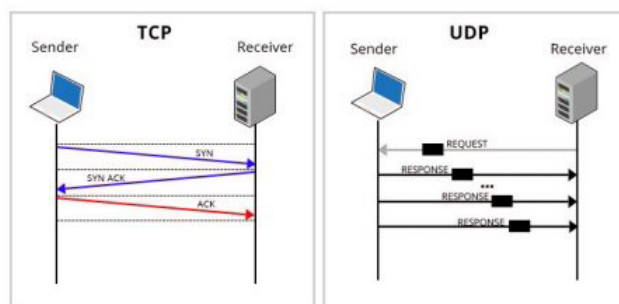 TCP
Sender
Receiver
SYN
SYN ACK
ACK
UDP
Sender
Receiver
REQUEST
RESPONSE
...
RESPONSE
RESPONSE